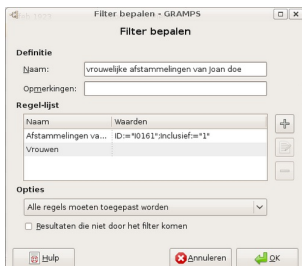 Filter bepalen - GRAMPS
Filter bepalen
Definitie
Naam: vrouwelijke afstammelingen van Joan doe
Opmerkingen:
Regel-lijst
Naam Waarden
Afstammelingen va... ID:="I0161";Inclusief:="1"
Vrouwen
Opties
Alle regels moeten toegepast worden
Resultaten die niet door het filter komen
Hulp Annuleren OK